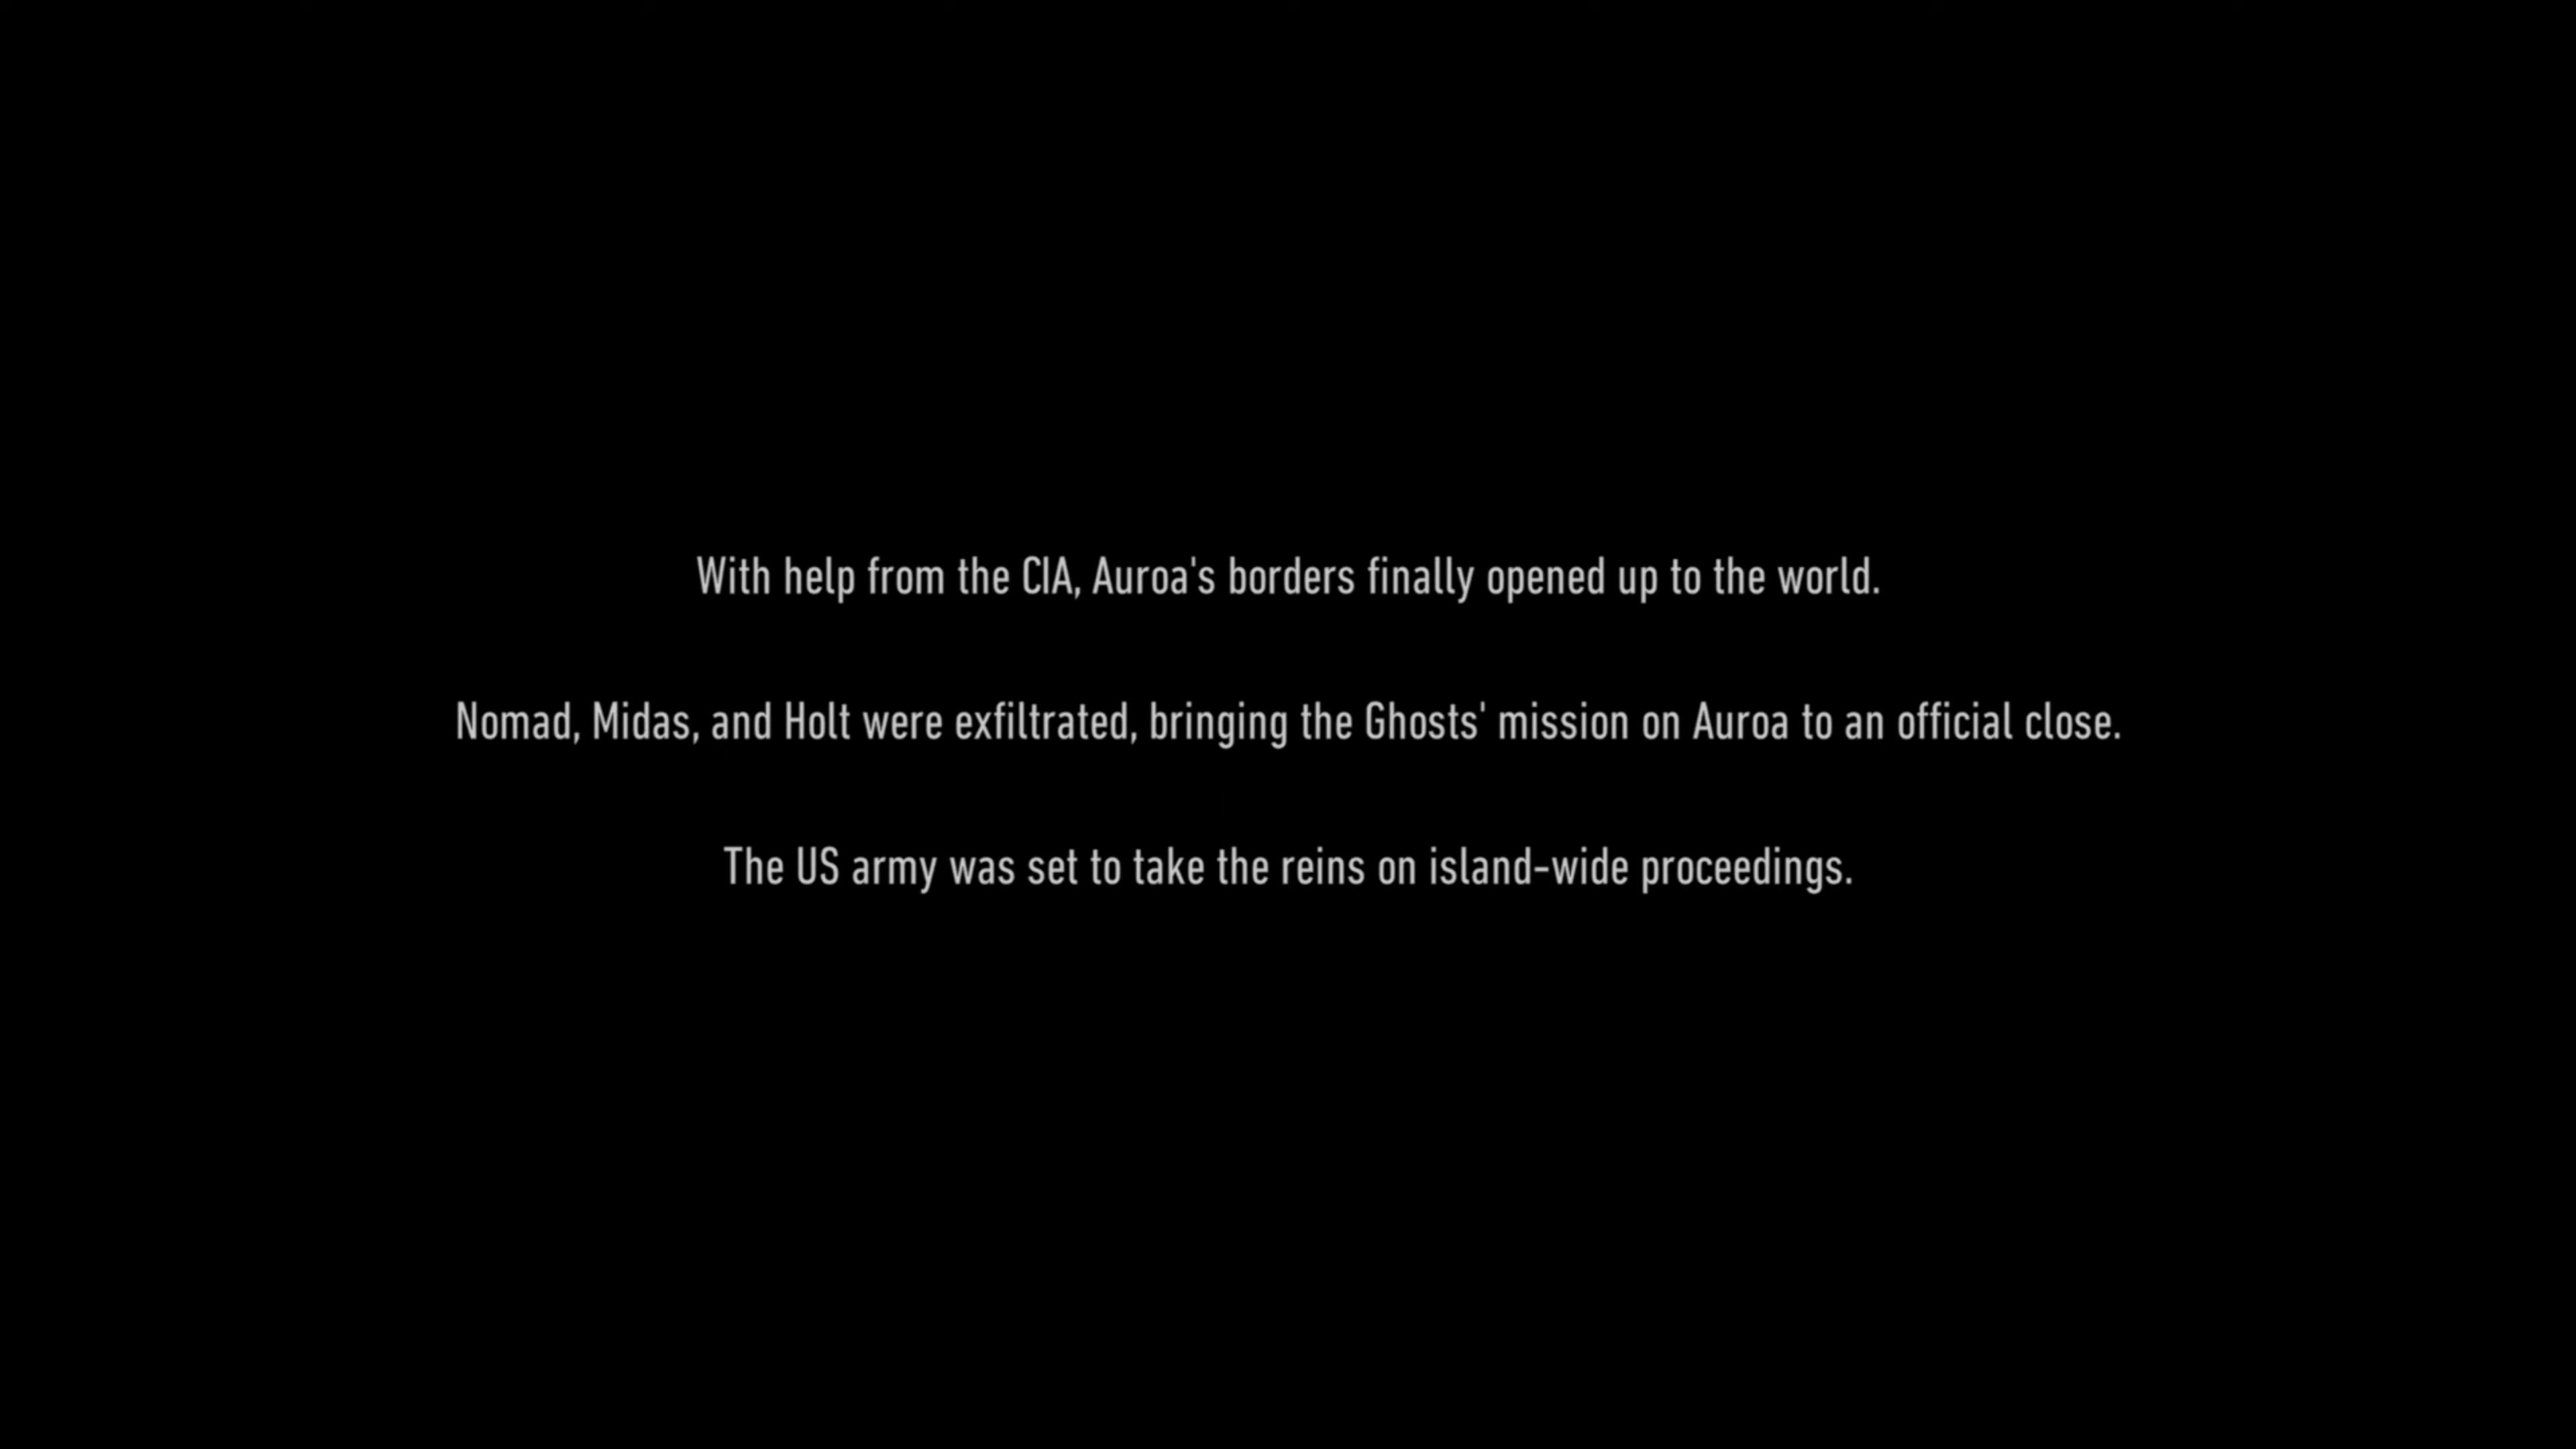 With help from the CIA, Auroa's borders finally opened up to the world.
Nomad, Midas, and Holt were exfiltrated, bringing the Ghosts' mission on Auroa to an official close.
The US army was set to take the reins on island-wide proceedings.